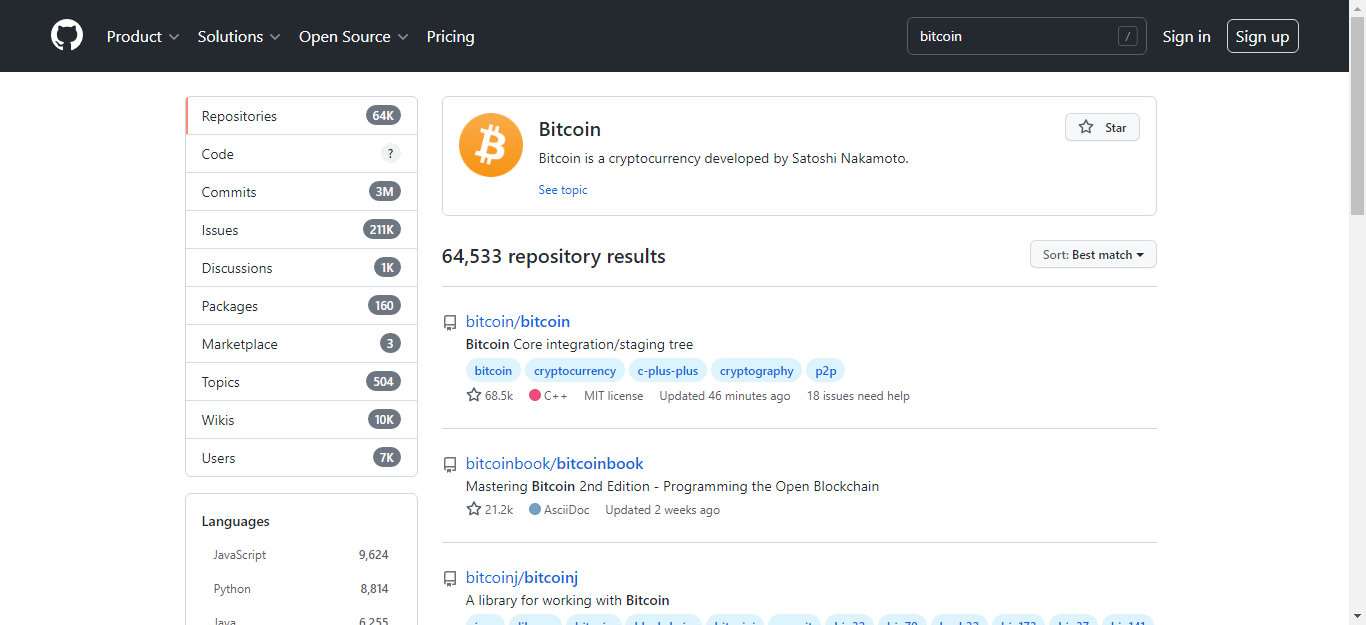 Product Solutions Open Source Pricing bitcoin / Sign in Sign up
Repositories 64K
Code ?
Commits 3M
Issues 211K
Discussions 1K
Packages 160
Marketplace 3
Topics 504
Wikis 10K
Users 7K
Languages
JavaScript 9,624
Python 8,814
Java 6,255
Bitcoin
Star
Bitcoin is a cryptocurrency developed by Satoshi Nakamoto.
See topic
64,533 repository results
Sort: Best match
bitcoin/bitcoin
Bitcoin Core integration/staging tree
bitcoin cryptocurrency c-plus-plus cryptography p2p
68.5k C++ MIT license Updated 46 minutes ago 18 issues need help
bitcoinbook/bitcoinbook
Mastering Bitcoin 2nd Edition - Programming the Open Blockchain
21.2k AsciiDoc Updated 2 weeks ago
bitcoinj/bitcoinj
A library for working with Bitcoin